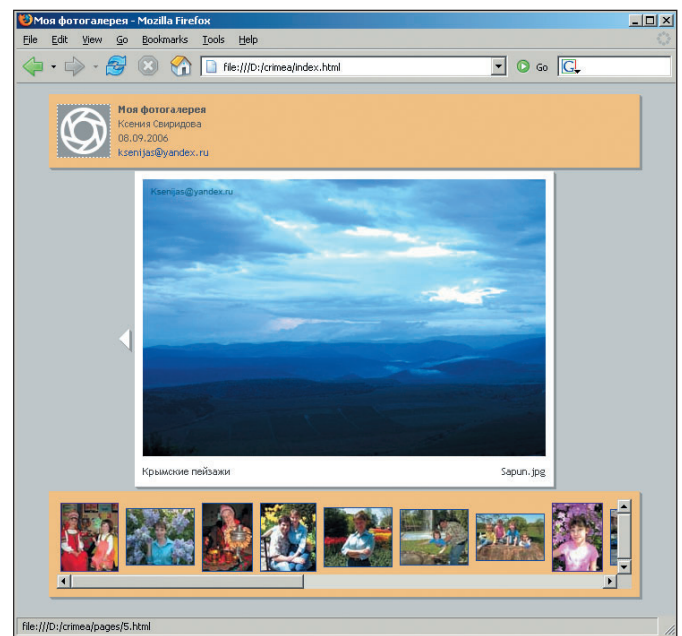 Моя фотогалерея - Mozilla Firefox
File Edit View Go Bookmarks Tools Help
file:///D:/crimea/index.html Go G
Моя фотогалерея
Ксения Свиридова
08.09.2006
ksenijas@yandex.ru
Ksenijas@yandex.ru
Крымские пейзажи Sapun.jpg
file:///D:/crimea/pages/5.html